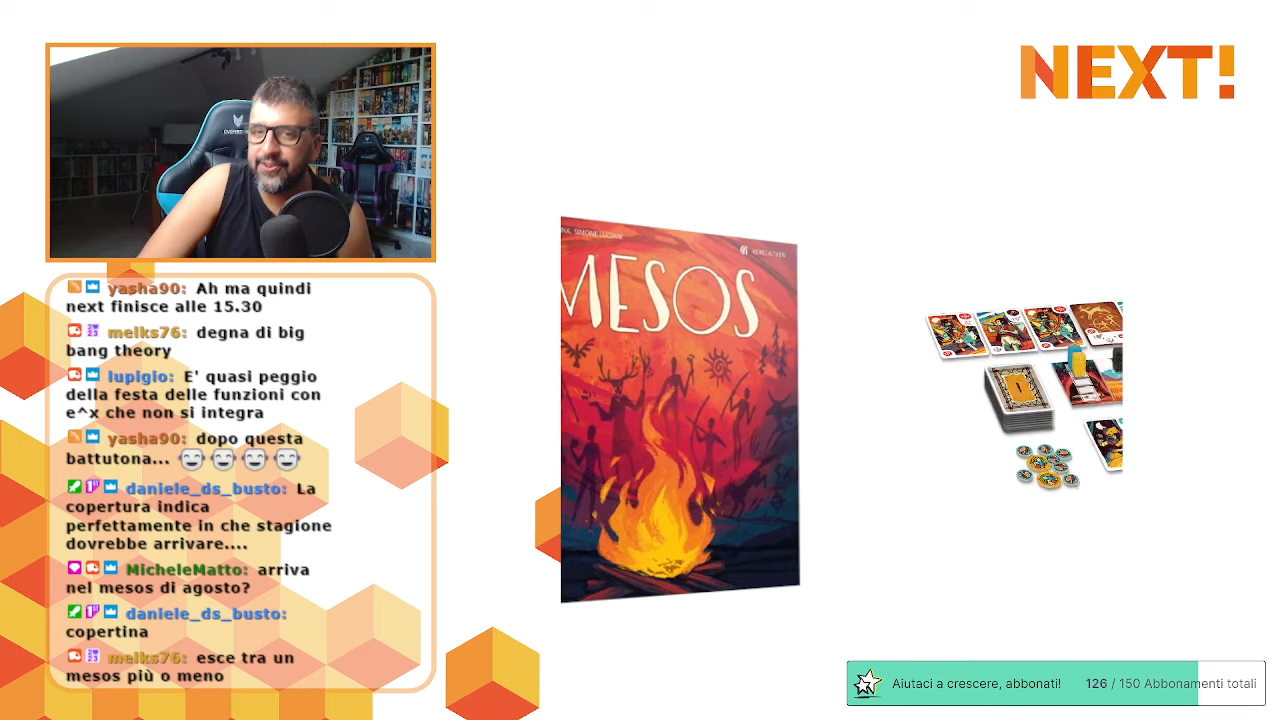 NEXT!
yasha90: Ah ma quindi
next finisce alle 15.30
melks76: degna di big
bang theory
lupigio: E' quasi peggio
della festa delle funzioni con
e^x che non si integra
yasha90: dopo questa
battutona...
daniele_ds_busto: La
copertura indica
perfettamente in che stagione
dovrebbe arrivare....
MicheleMatto: arriva
nel mesos di agosto?
daniele_ds_busto:
copertina
melks76: esce tra un
mesos più o meno
NA, SIMONE LUCIANI
MESOS
Aiutaci a crescere, abbonati! 126 / 150 Abbonamenti totali